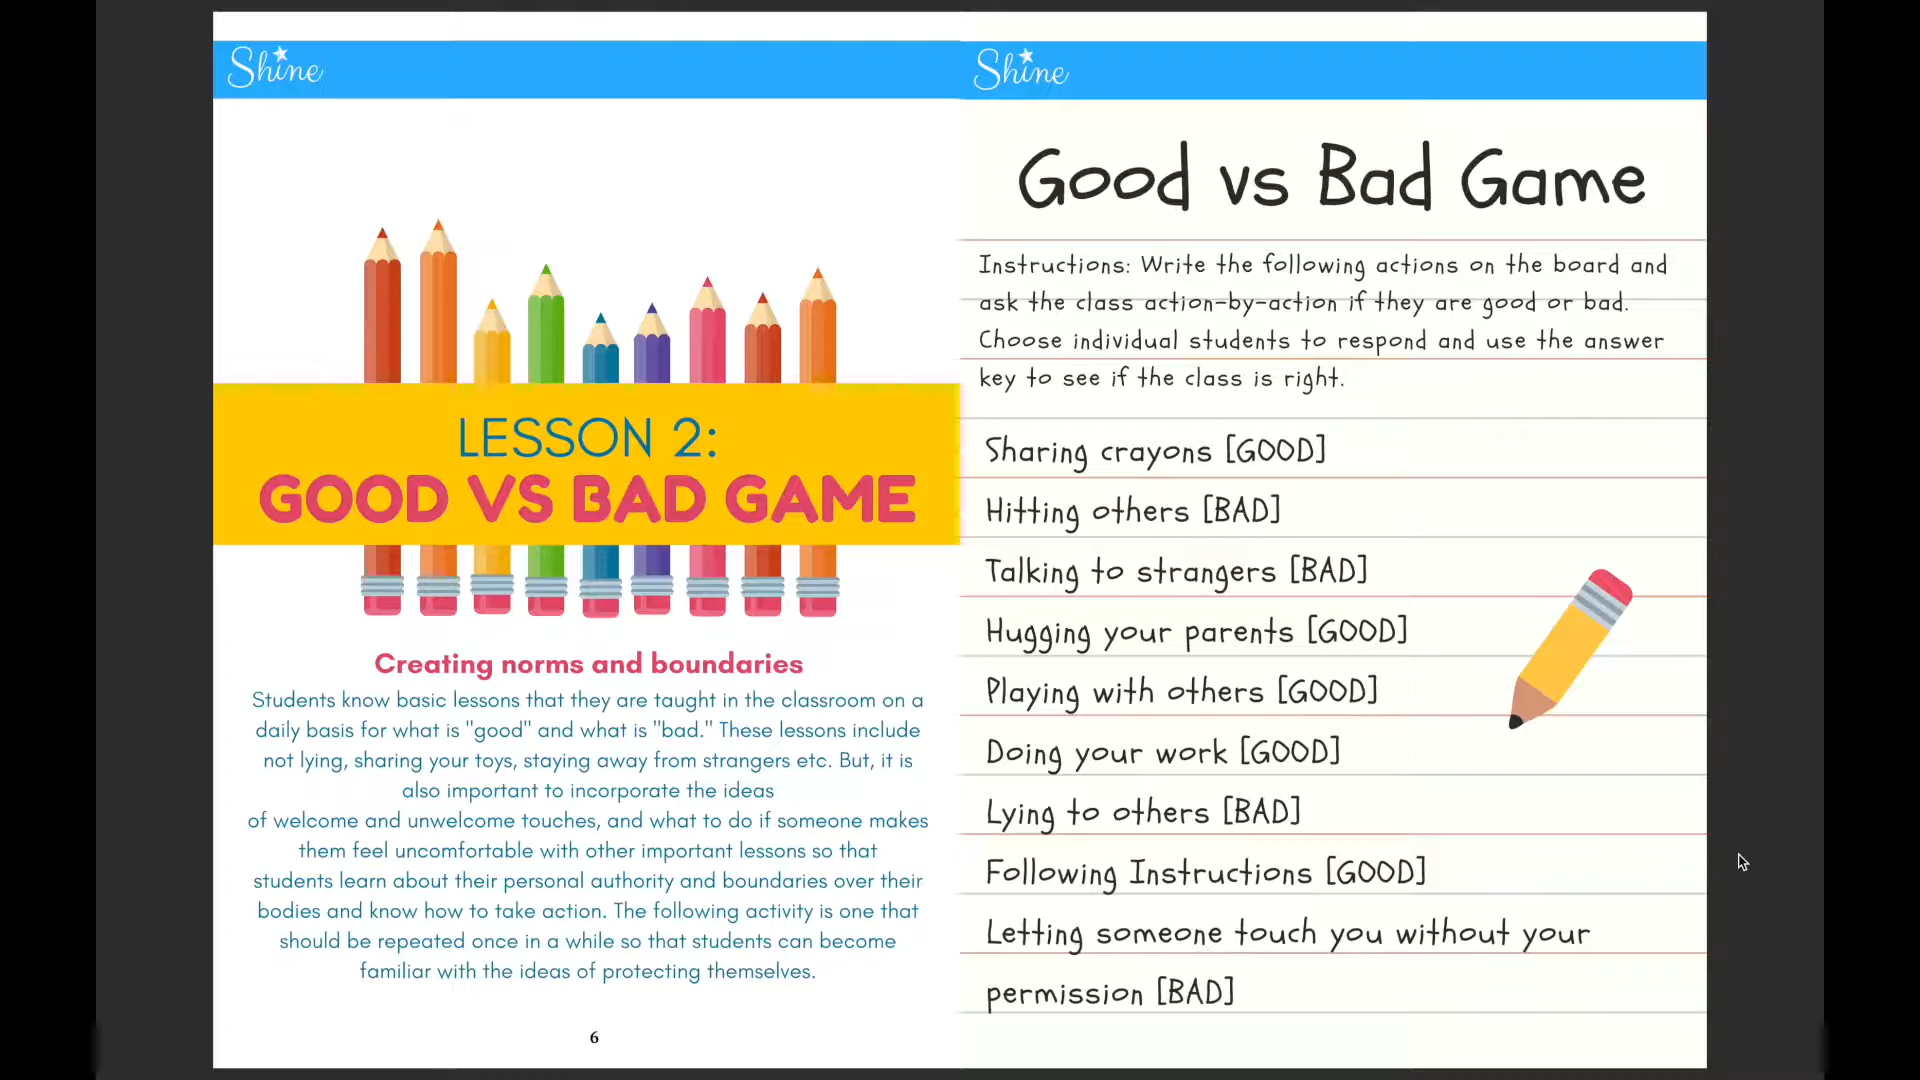 Shine
LESSON 2:
GOOD VS BAD GAME
Creating norms and boundaries
Students know basic lessons that they are taught in the classroom on a
daily basis for what is "good" and what is "bad." These lessons include
not lying, sharing your toys, staying away from strangers etc. But, it is
also important to incorporate the ideas
of welcome and unwelcome touches, and what to do if someone makes
them feel uncomfortable with other important lessons so that
students learn about their personal authority and boundaries over their
bodies and know how to take action. The following activity is one that
should be repeated once in a while so that students can become
familiar with the ideas of protecting themselves.
6
Shine
Good vs Bad Game
Instructions: Write the following actions on the board and
ask the class action-by-action if they are good or bad.
Choose individual students to respond and use the answer
key to see if the class is right.
Sharing crayons [GOOD]
Hitting others [BAD]
Talking to strangers [BAD]
Hugging your parents [GOOD]
Playing with others [GOOD]
Doing your work [GOOD]
Lying to others [BAD]
Following Instructions [GOOD]
Letting someone touch you without your
permission [BAD]